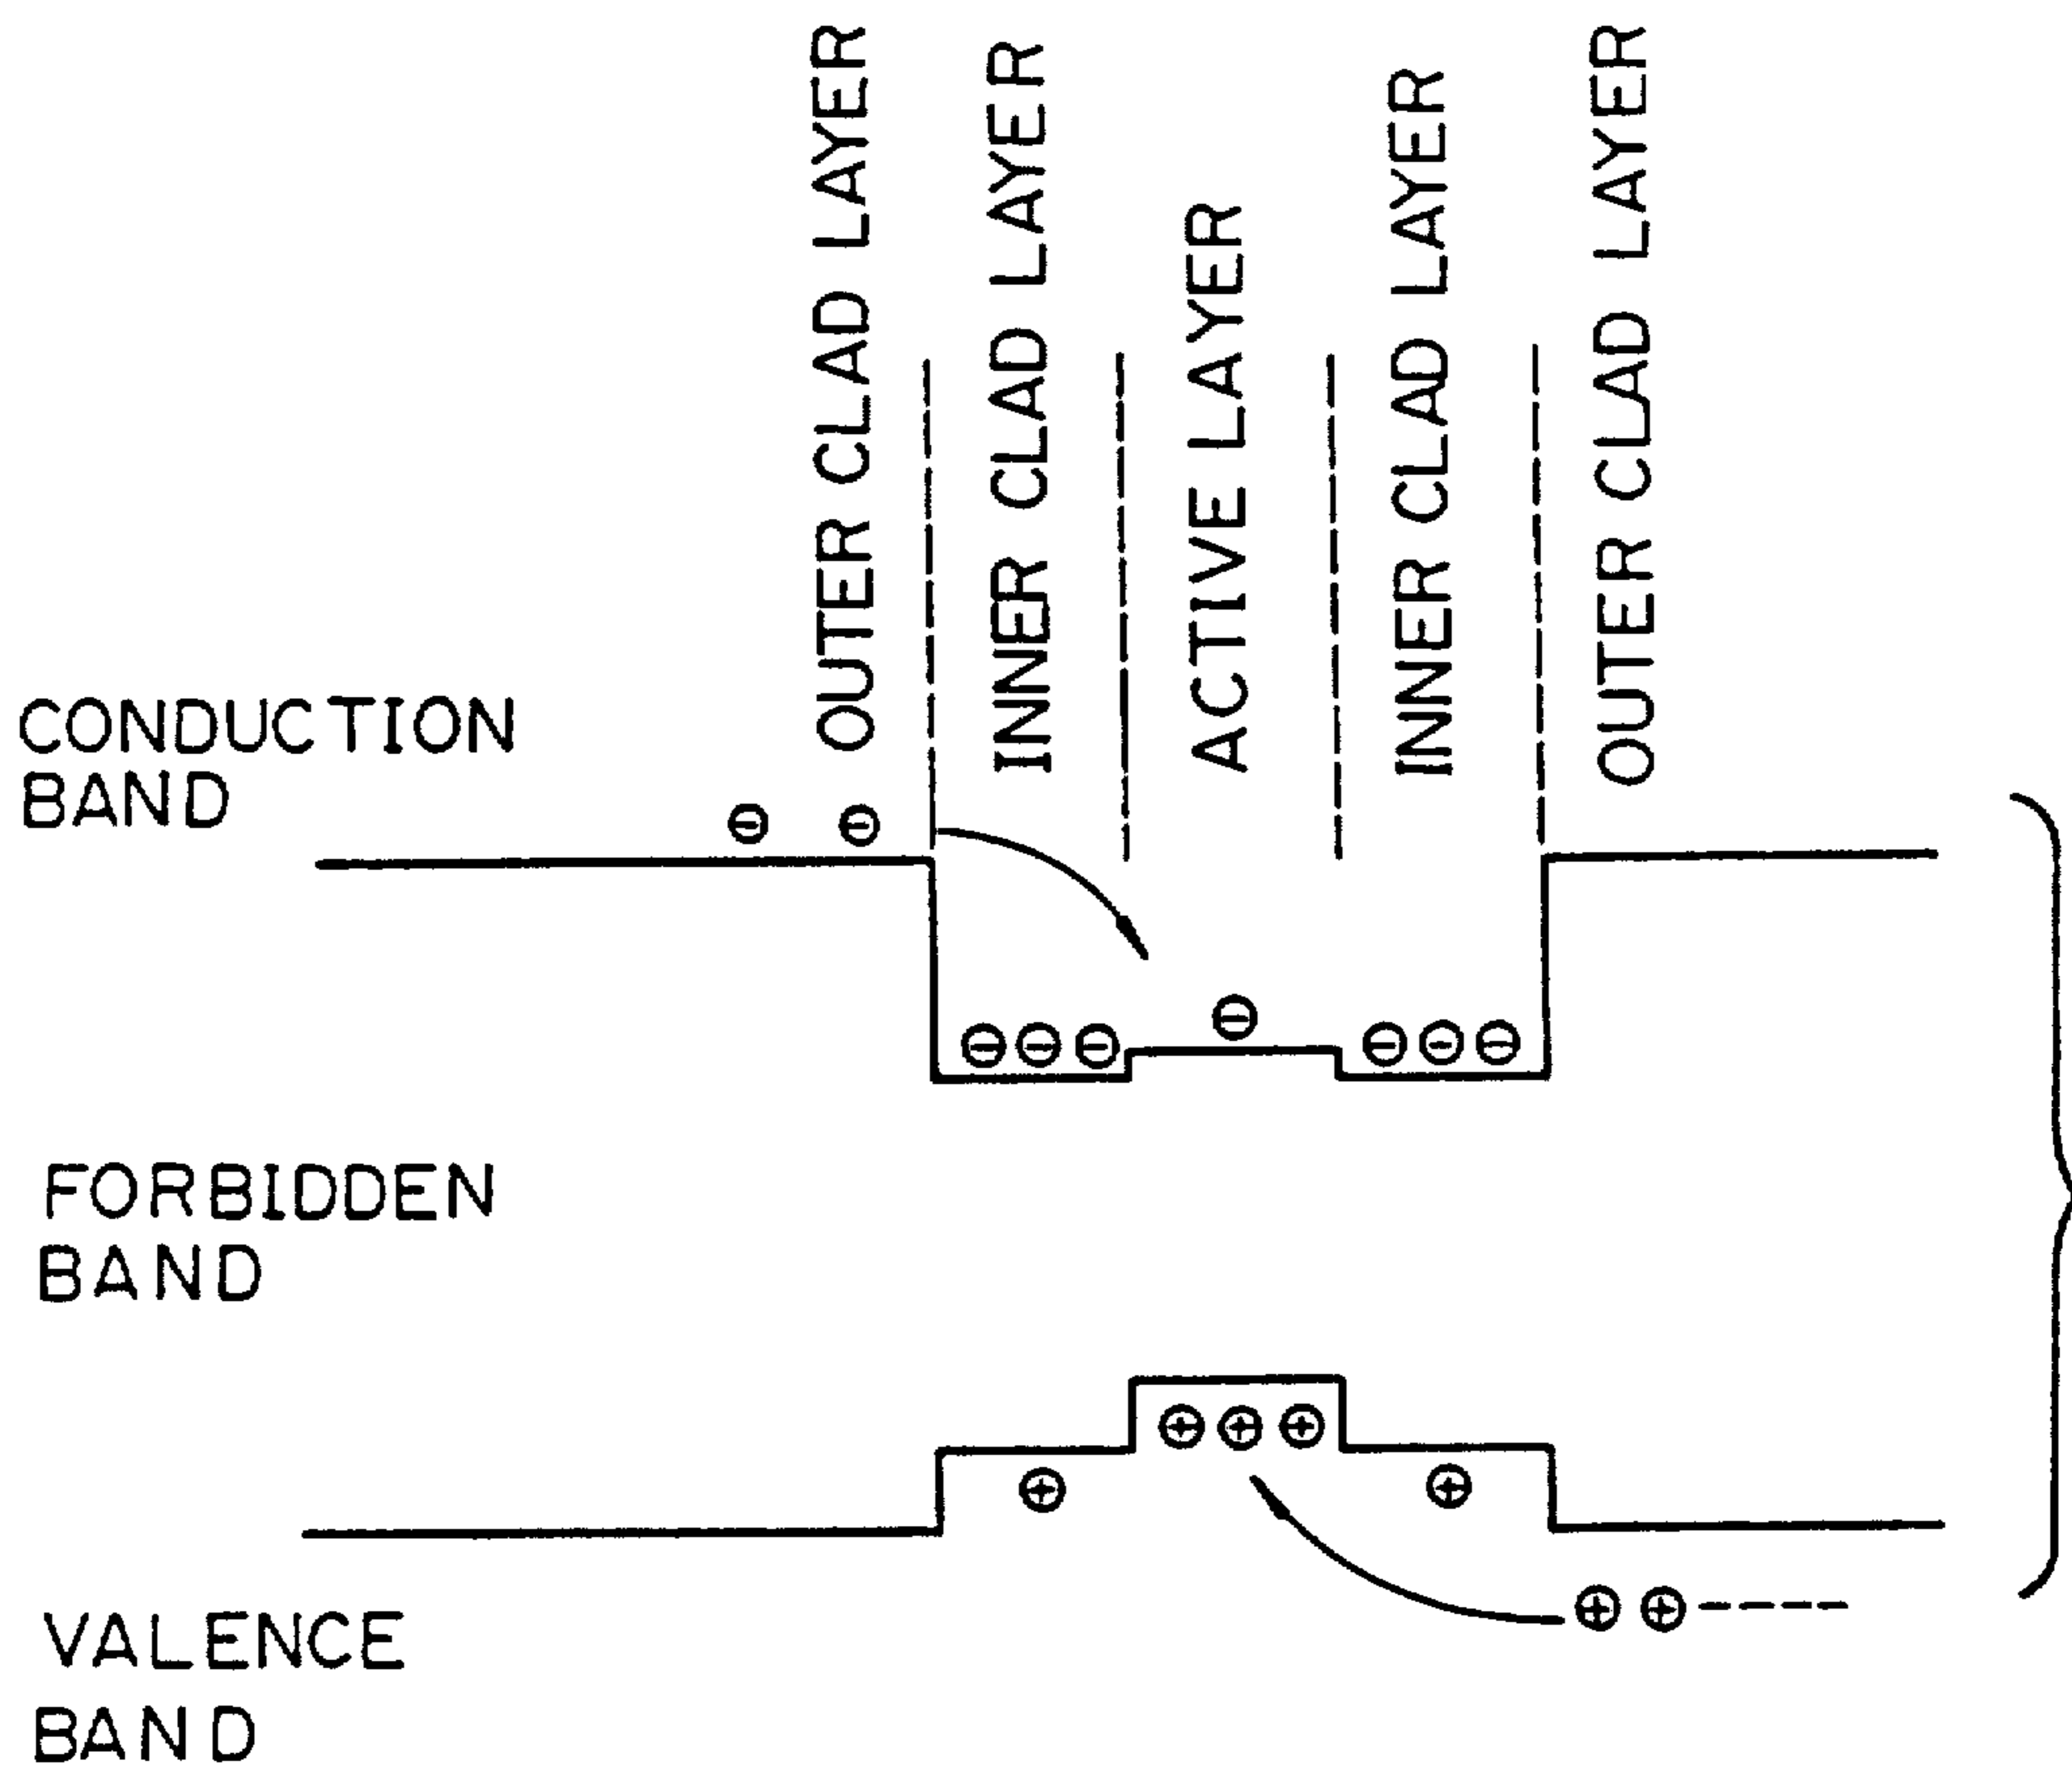 OUTER CLAD LAYER
INNER CLAD LAYER
ACTIVE LAYER
INNER CLAD LAYER
OUTER CLAD LAYER
CONDUCTION
BAND
FORBIDDEN
BAND
VALENCE
BAND